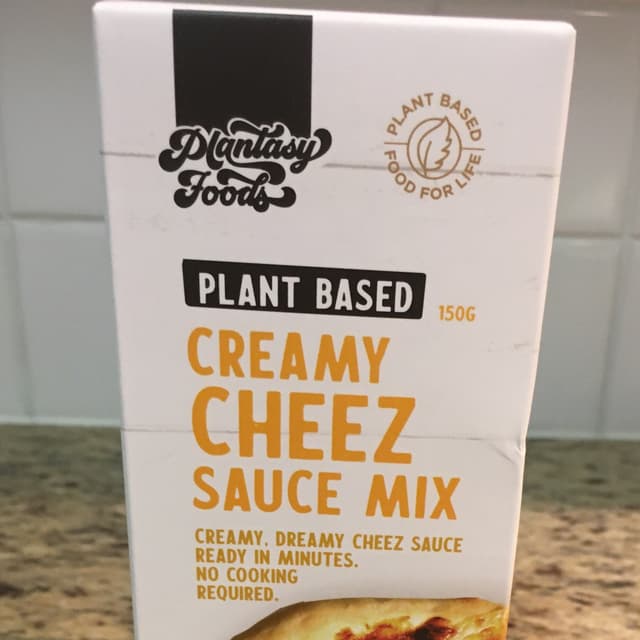 Plantasy
Foods
PLANT BASED
FOOD FOR LIFE
PLANT BASED
150G
CREAMY
CHEEZ
SAUCE MIX
CREAMY, DREAMY CHEEZ SAUCE
READY IN MINUTES.
NO COOKING
REQUIRED.